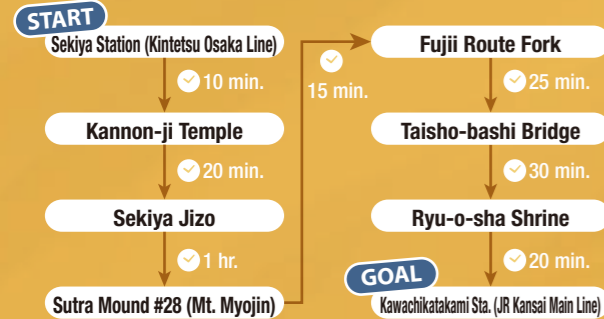 START
Sekiya Station (Kintetsu Osaka Line)
10 min.
Kannon-ji Temple
20 min.
Sekiya Jizo
1 hr.
Sutra Mound #28 (Mt. Myojin)
15 min.
Fujii Route Fork
25 min.
Taisho-bashi Bridge
30 min.
Ryu-o-sha Shrine
20 min.
GOAL
Kawachikatakami Sta. (JR Kansai Main Line)